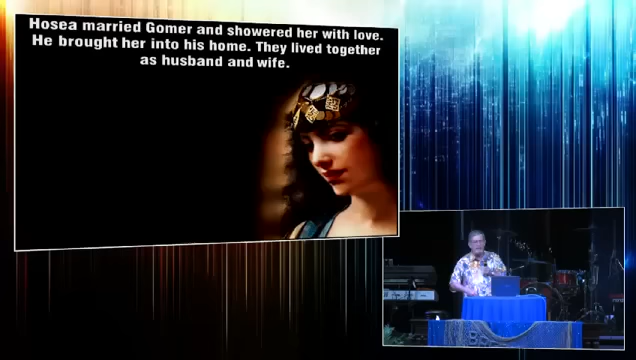 Hosea married Gomer and showered her with love.
He brought her into his home. They lived together
as husband and wife.